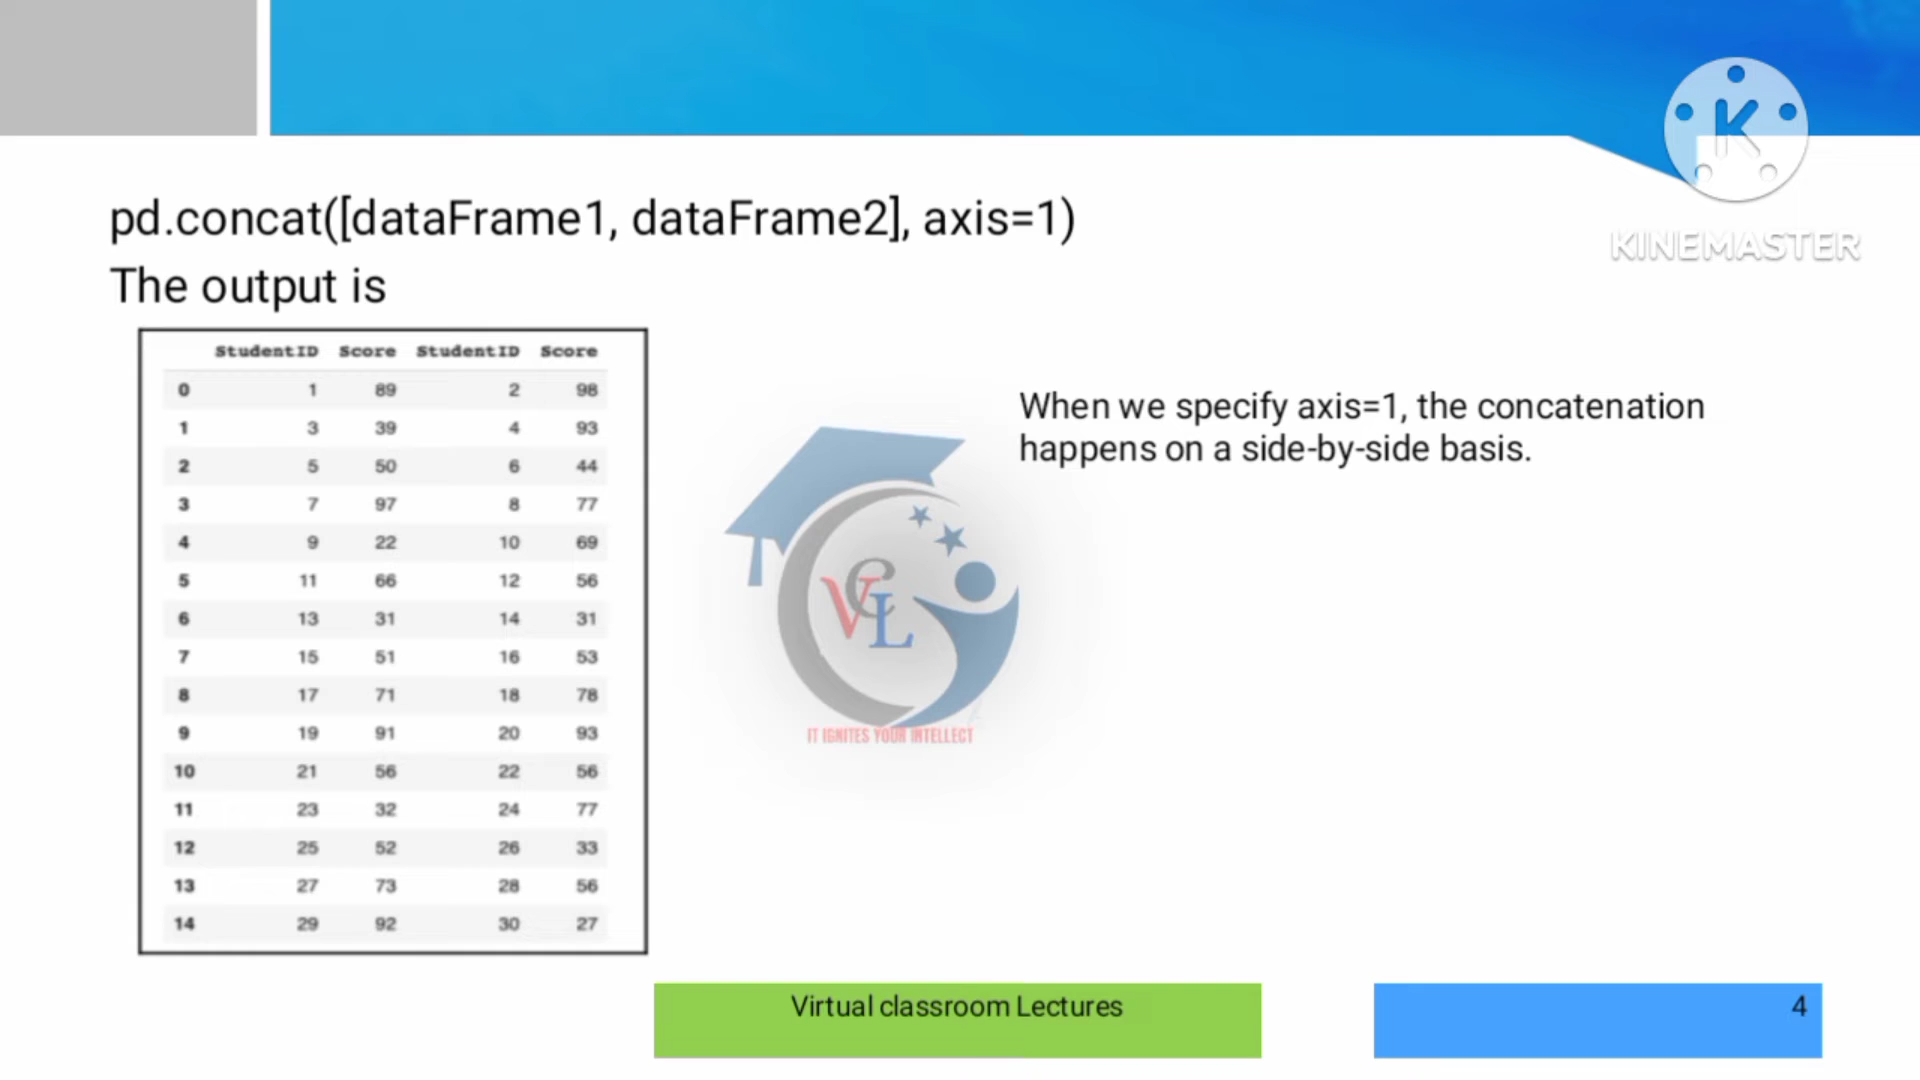 K
KINEMASTER
pd.concat([dataFrame1, dataFrame2], axis=1)
The output is
StudentID Score StudentID Score
0 1 89 2 98
1 3 39 4 93
2 5 50 6 44
3 7 97 8 77
4 9 22 10 69
5 11 66 12 56
6 13 31 14 31
7 15 51 16 53
8 17 71 18 78
9 19 91 20 93
10 21 56 22 56
11 23 32 24 77
12 25 52 26 33
13 27 73 28 56
14 29 92 30 27
When we specify axis=1, the concatenation
happens on a side-by-side basis.
VCL
IT IGNITES YOUR INTELLECT
Virtual classroom Lectures
4